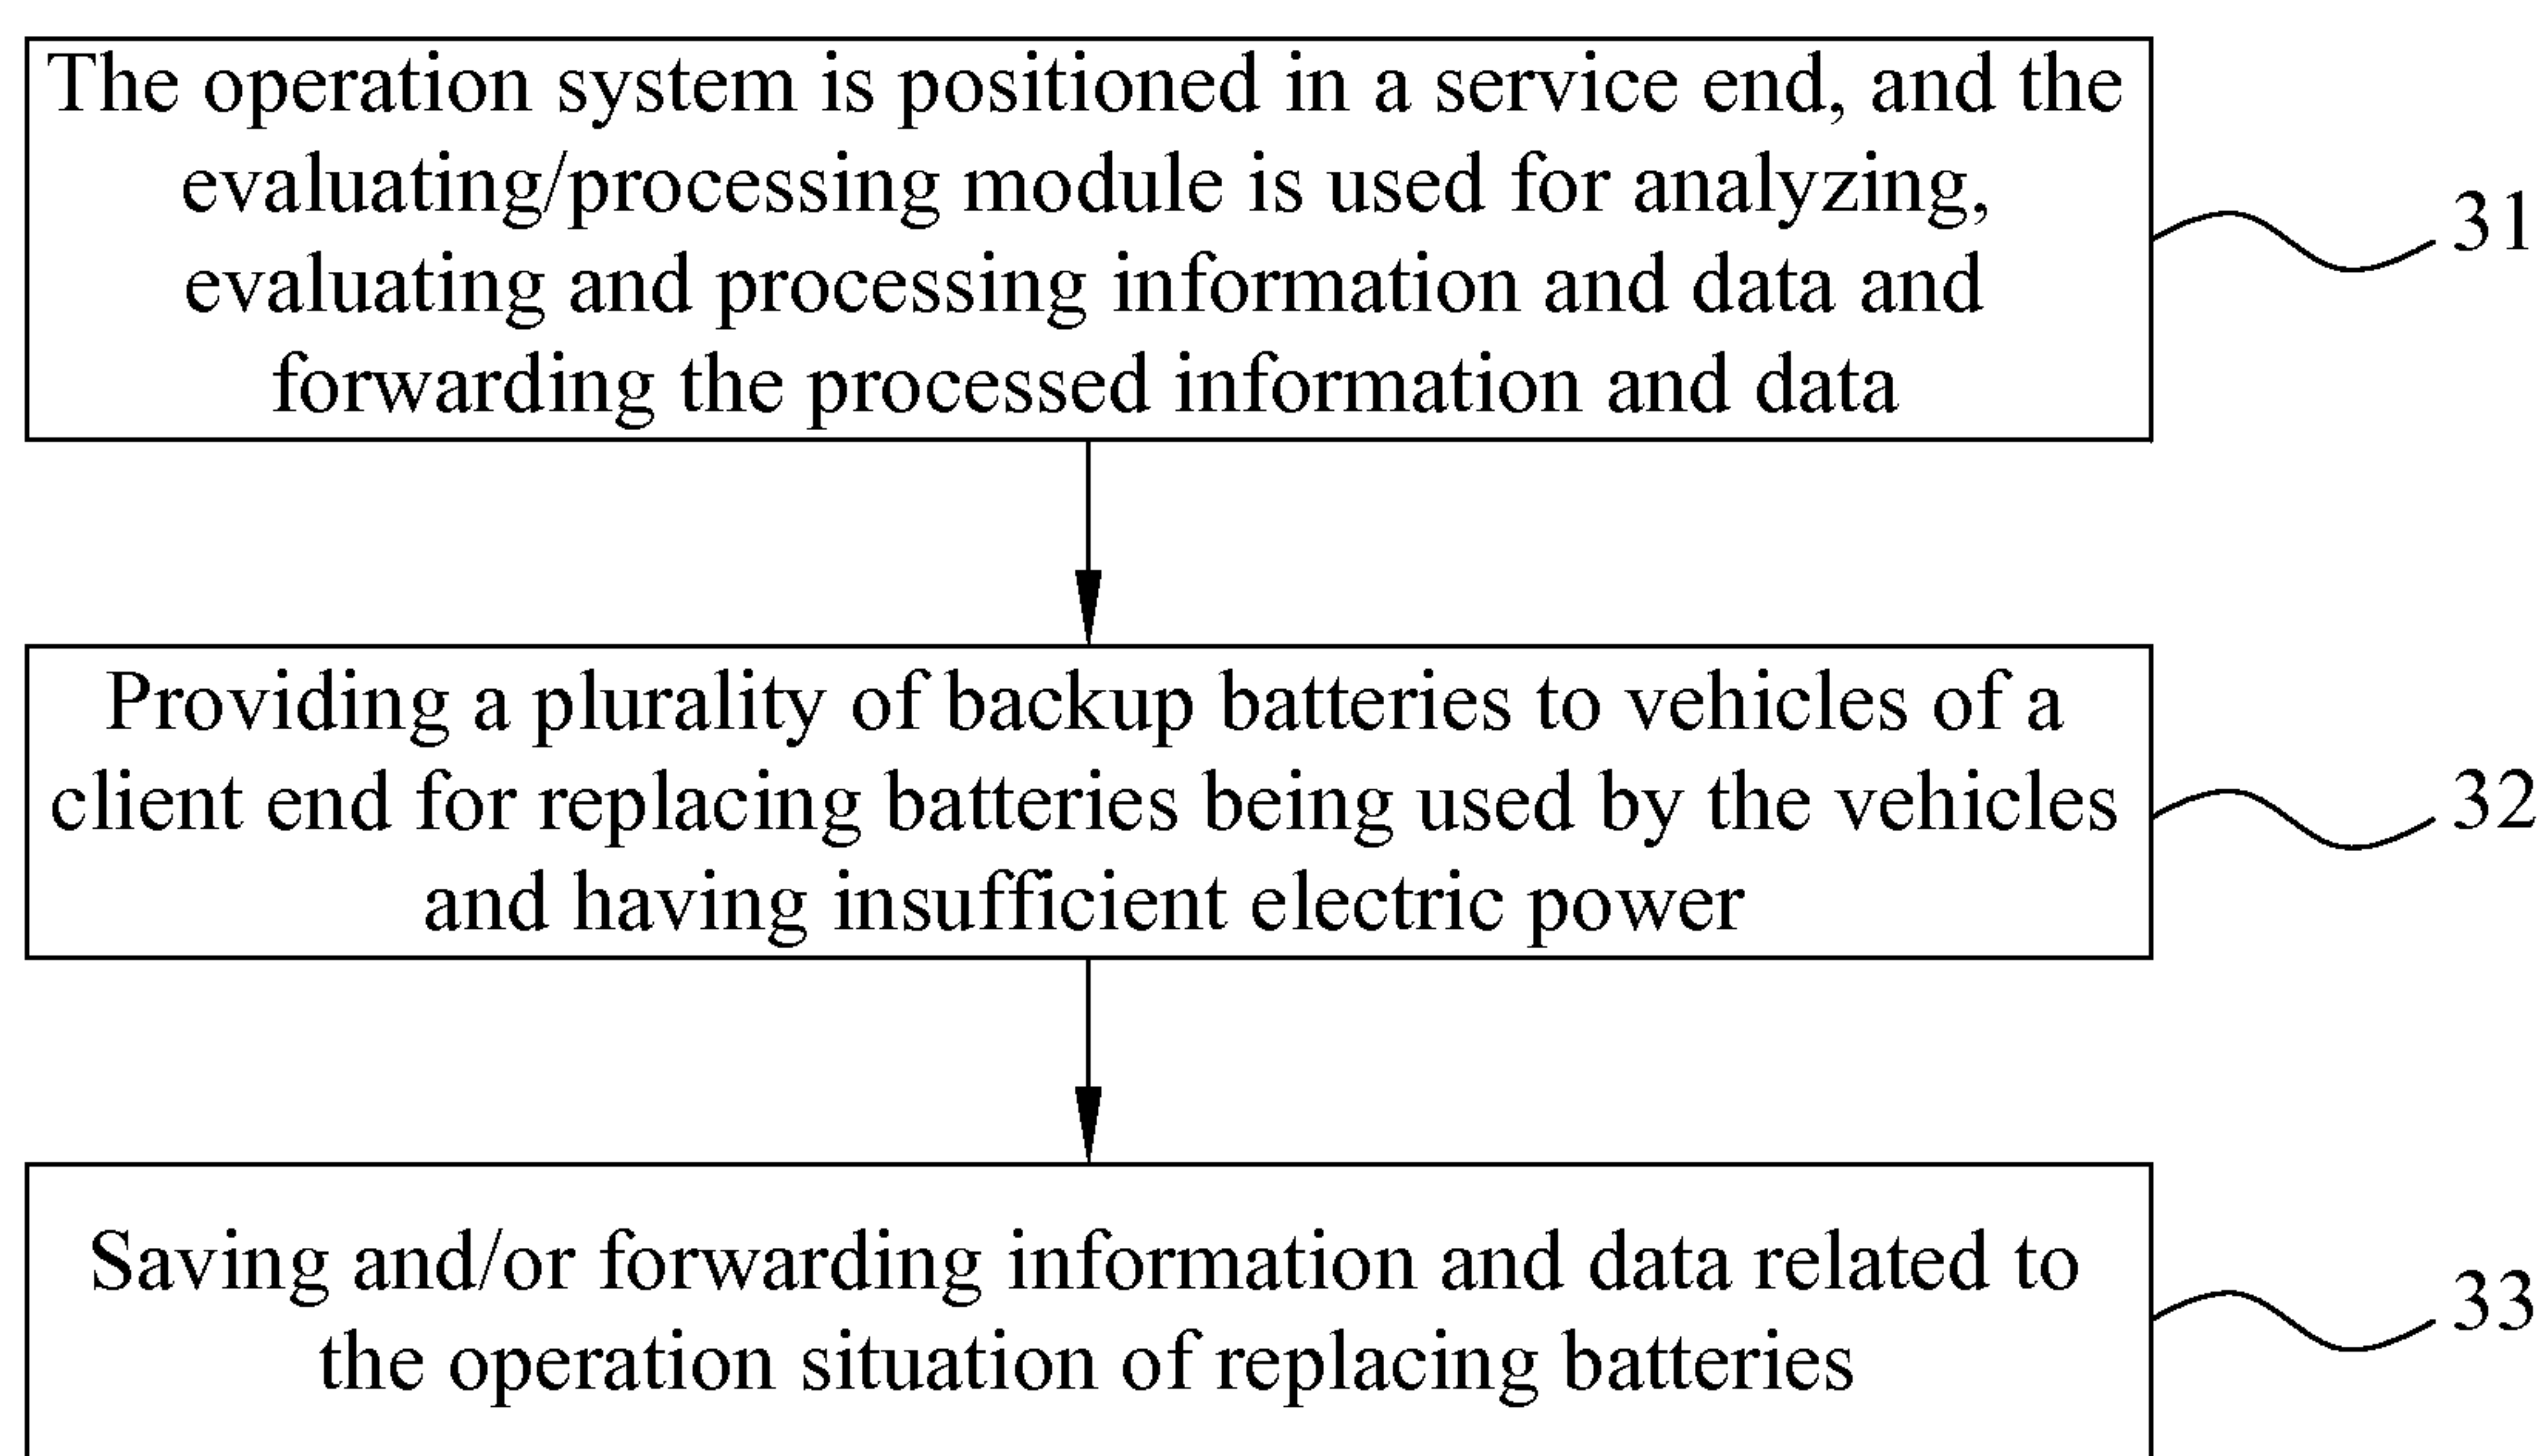 The operation system is positioned in a service end, and the
evaluating/processing module is used for analyzing,
evaluating and processing information and data and
forwarding the processed information and data
31
Providing a plurality of backup batteries to vehicles of a
client end for replacing batteries being used by the vehicles
and having insufficient electric power
32
Saving and/or forwarding information and data related to
the operation situation of replacing batteries
33